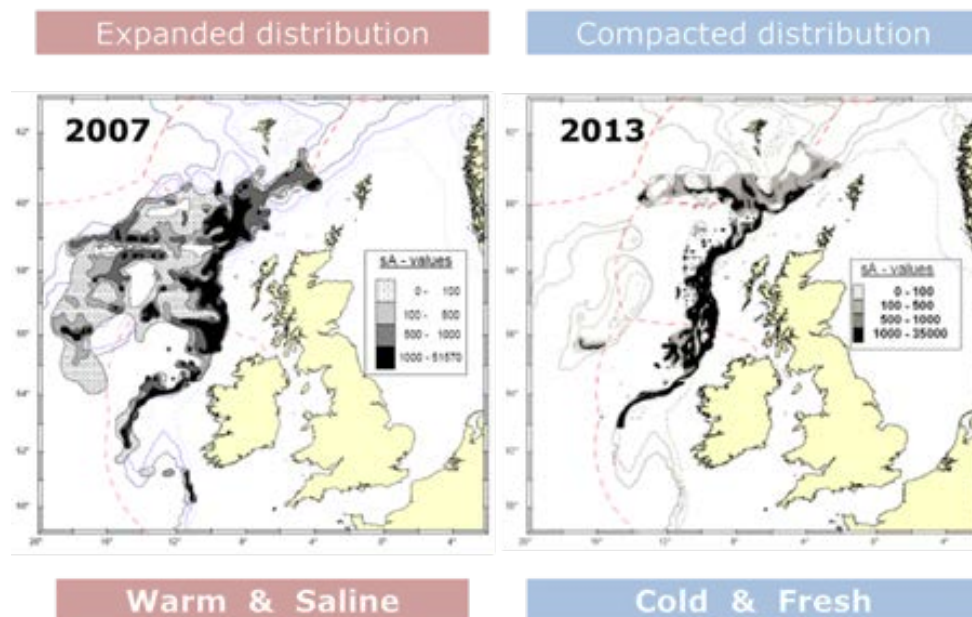 Expanded distribution
Compacted distribution
2007
sA - values
0 - 100
100 - 500
500 - 1000
1000 - 51670
2013
sA - values
0 - 100
100 - 500
500 - 1000
1000 - 35000
Warm & Saline
Cold & Fresh